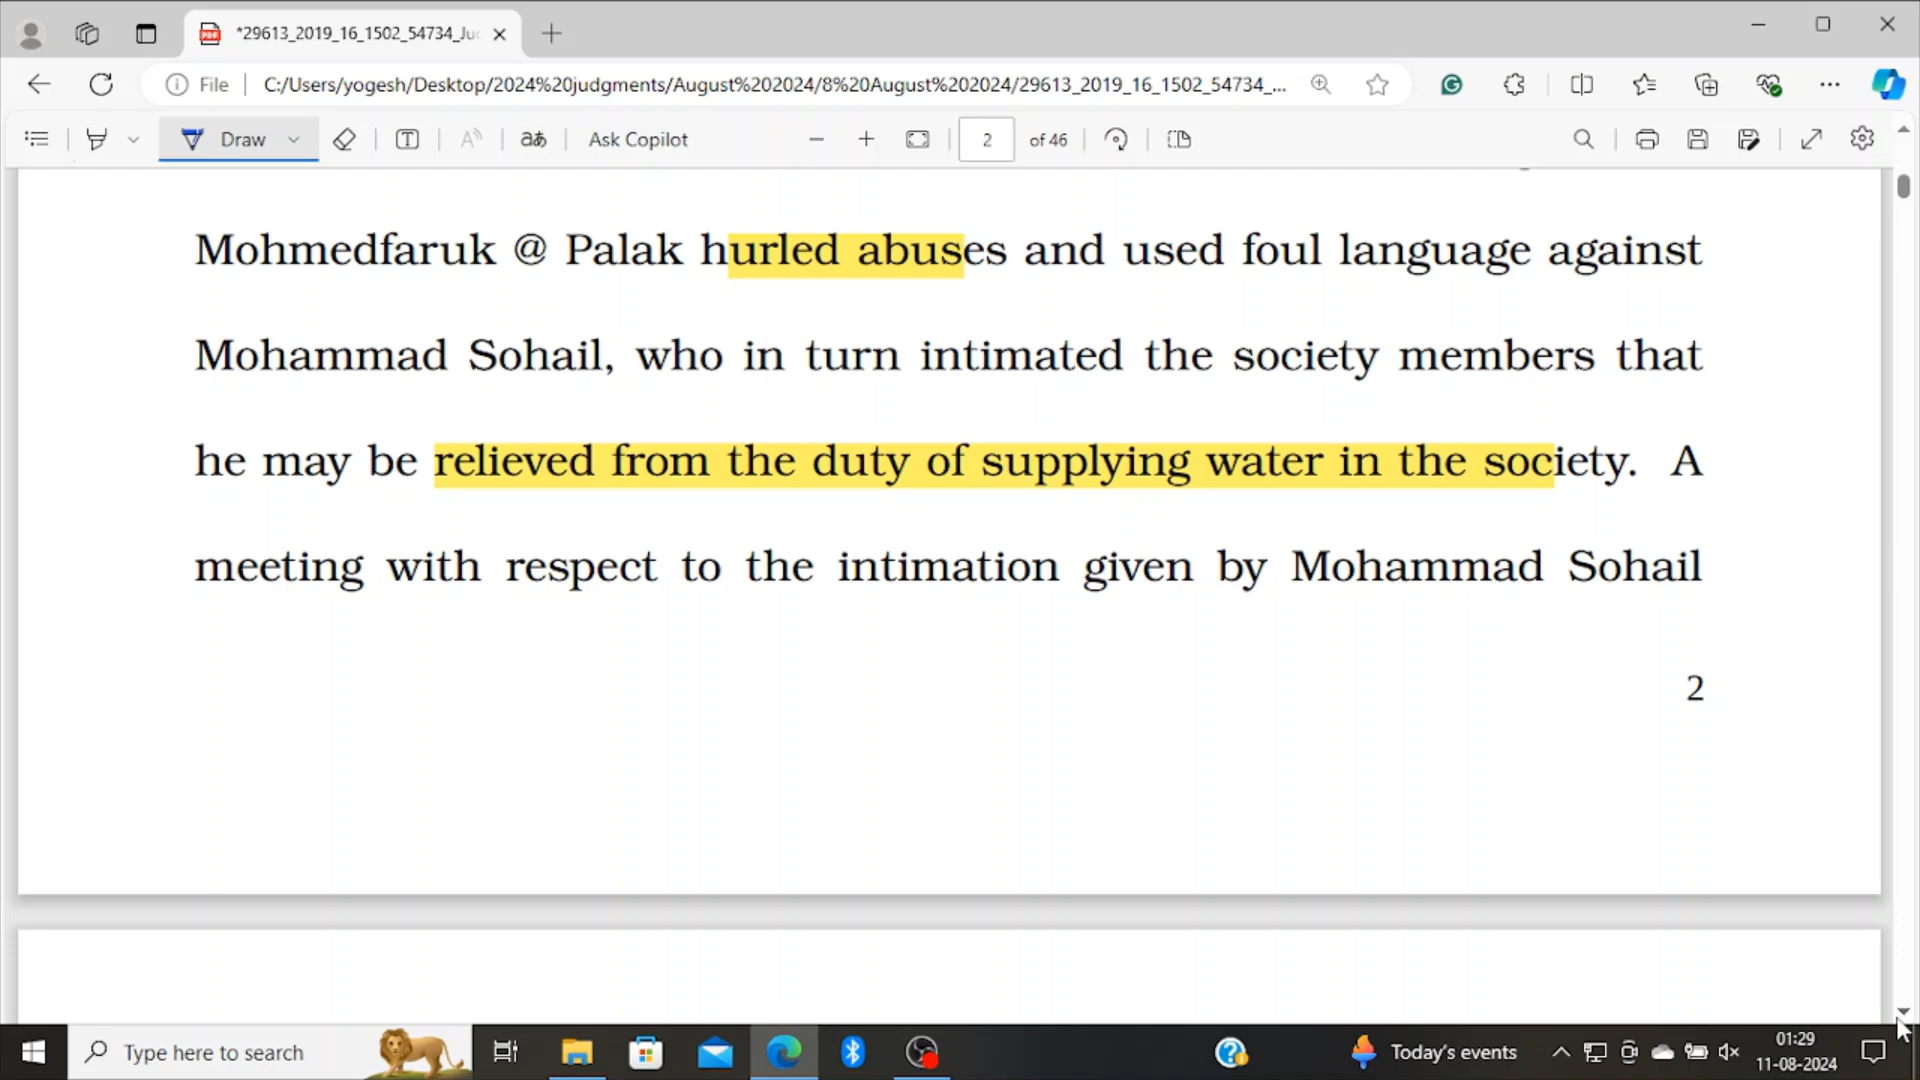 *29613_2019_16_1502_54734_Ju
File
C:/Users/yogesh/Desktop/2024%20judgments/August%202024/8%20August%202024/29613_2019_16_1502_54734_...
Draw
Ask Copilot
2
of 46
Mohmedfaruk @ Palak hurled abuses and used foul language against
Mohammad Sohail, who in turn intimated the society members that
he may be relieved from the duty of supplying water in the society. A
meeting with respect to the intimation given by Mohammad Sohail
2
Type here to search
Today's events
01:29
11-08-2024